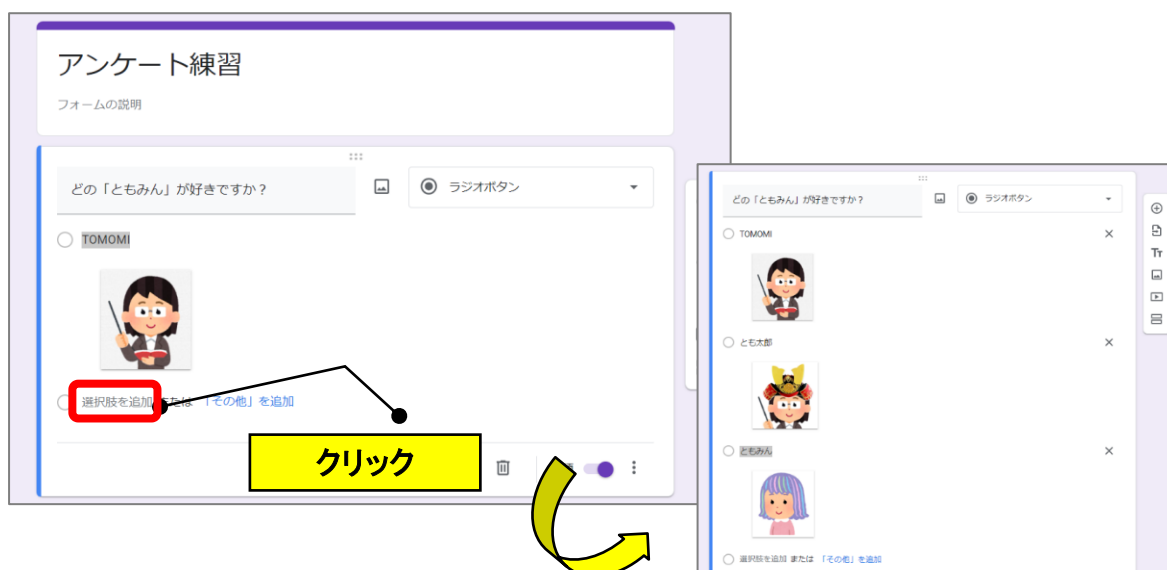 アンケート練習
フォームの説明
どの「ともみん」が好きですか？
ラジオボタン
TOMOMI
選択肢を追加 または 「その他」を追加
クリック
どの「ともみん」が好きですか？
ラジオボタン
TOMOMI
とも太郎
ともみん
選択肢を追加 または 「その他」を追加
Tт